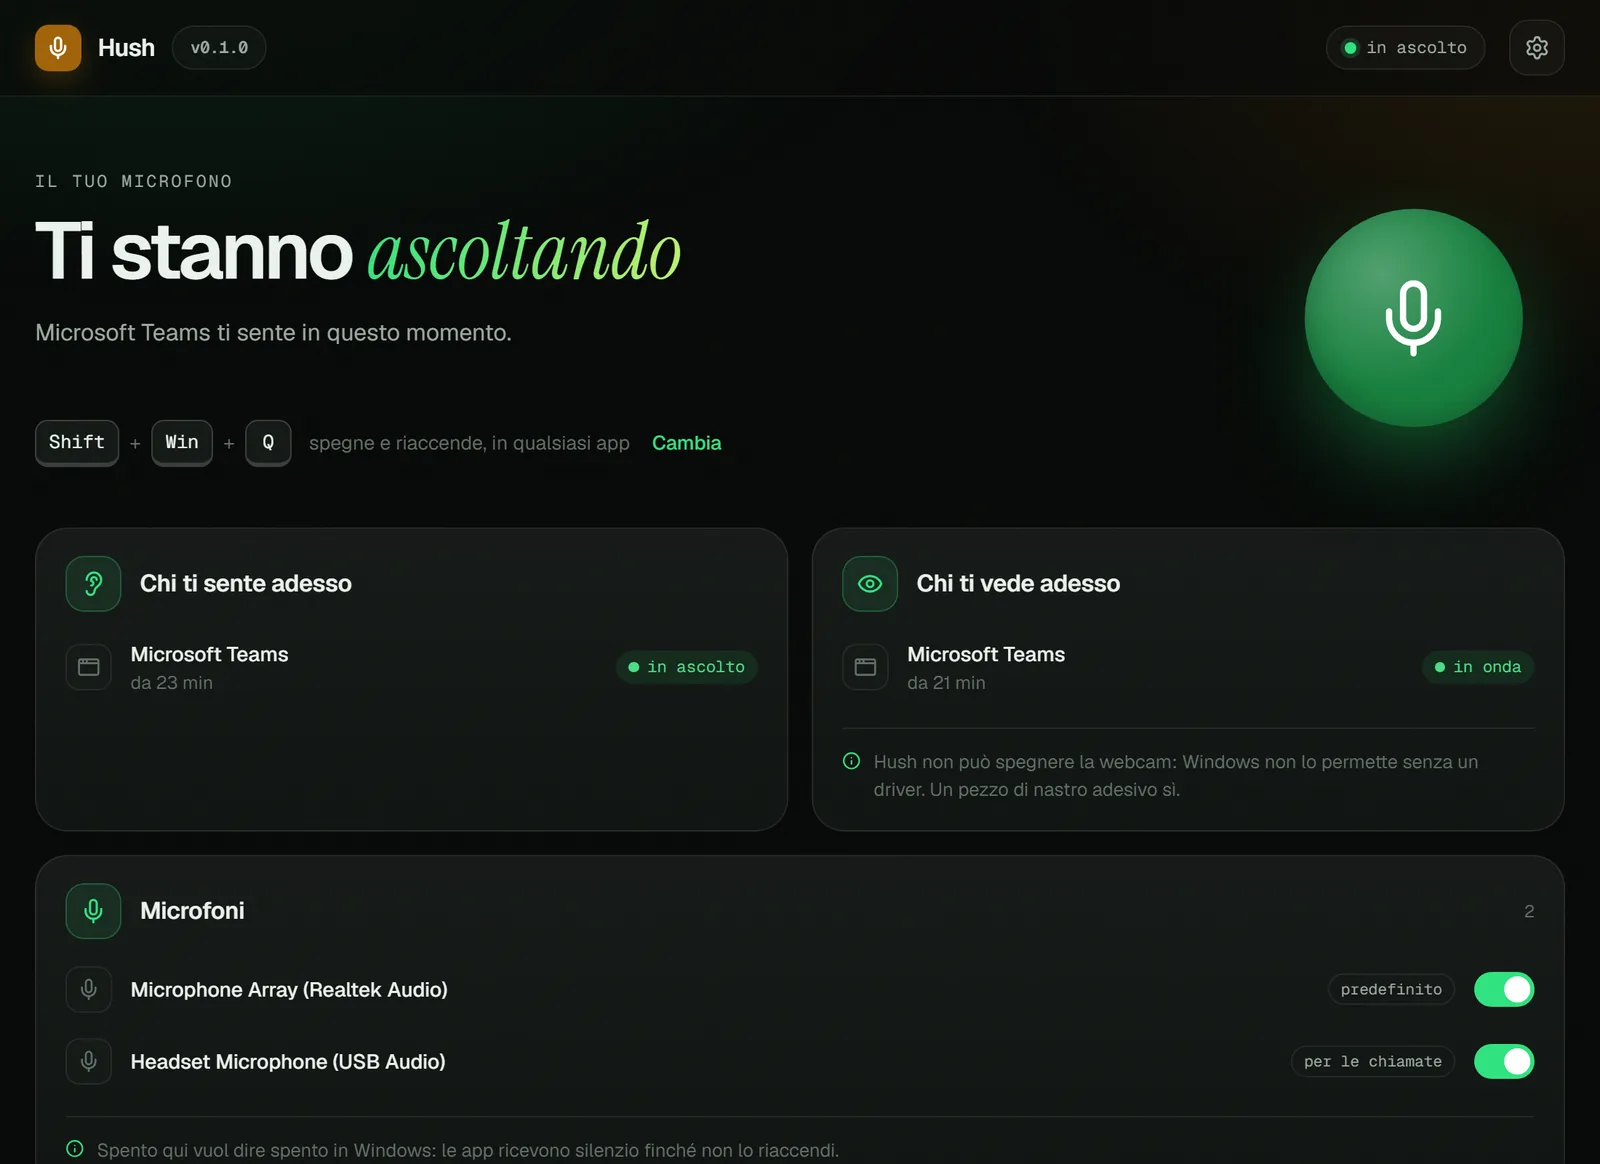 Hush
v0.1.0
in ascolto
IL TUO MICROFONO
Ti stanno ascoltando
Microsoft Teams ti sente in questo momento.
Shift + Win + Q spegne e riaccende, in qualsiasi app Cambia
Chi ti sente adesso
Microsoft Teams
da 23 min
in ascolto
Chi ti vede adesso
Microsoft Teams
da 21 min
in onda
Hush non può spegnere la webcam: Windows non lo permette senza un
driver. Un pezzo di nastro adesivo sì.
Microfoni
2
Microphone Array (Realtek Audio)
predefinito
Headset Microphone (USB Audio)
per le chiamate
Spento qui vuol dire spento in Windows: le app ricevono silenzio finché non lo riaccendi.